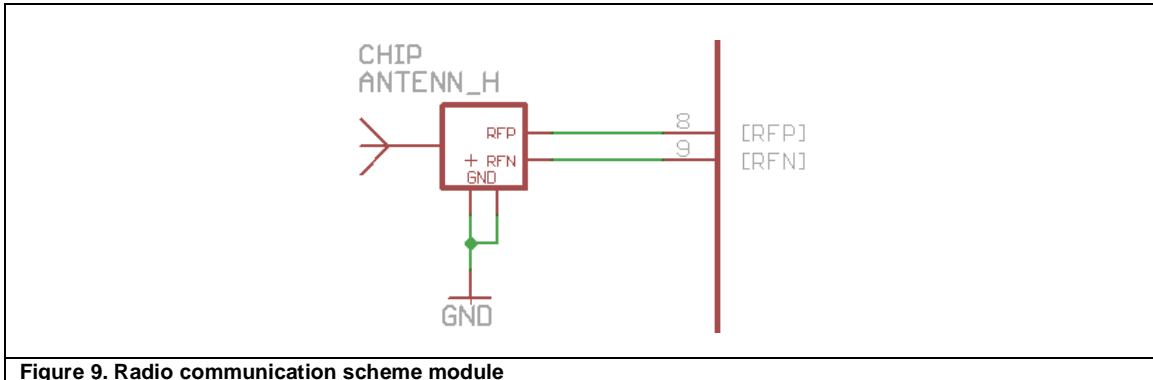 CHIP
ANTENN_H
RFP
+ RFN
GND
8
9
[RFP]
[RFN]
GND
Figure 9. Radio communication scheme module